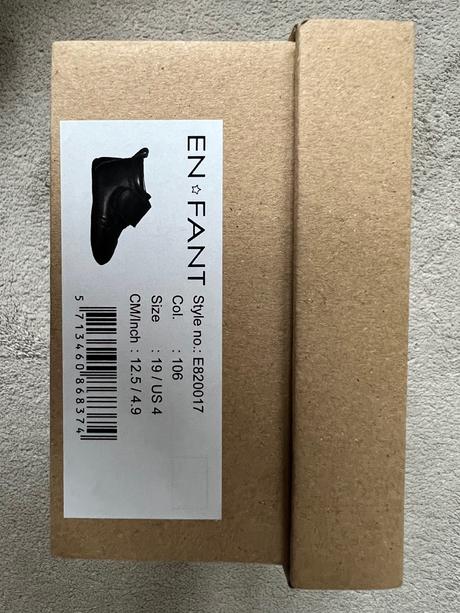 EN☆FANT
Style no.: E820017
Col. : 106
Size : 19 / US 4
CM/Inch : 12.5 / 4.9
5 713460 868374